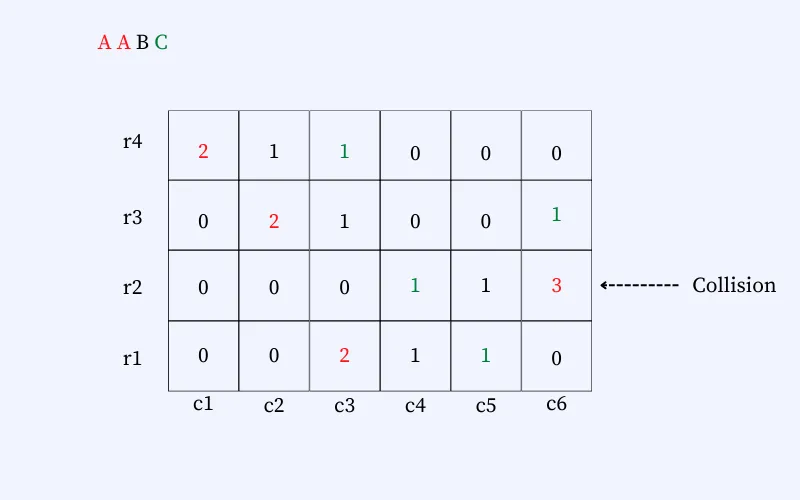 A A B C
r4 2 1 1 0 0 0
r3 0 2 1 0 0 1
r2 0 0 0 1 1 3 Collision
r1 0 0 2 1 1 0
c1 c2 c3 c4 c5 c6